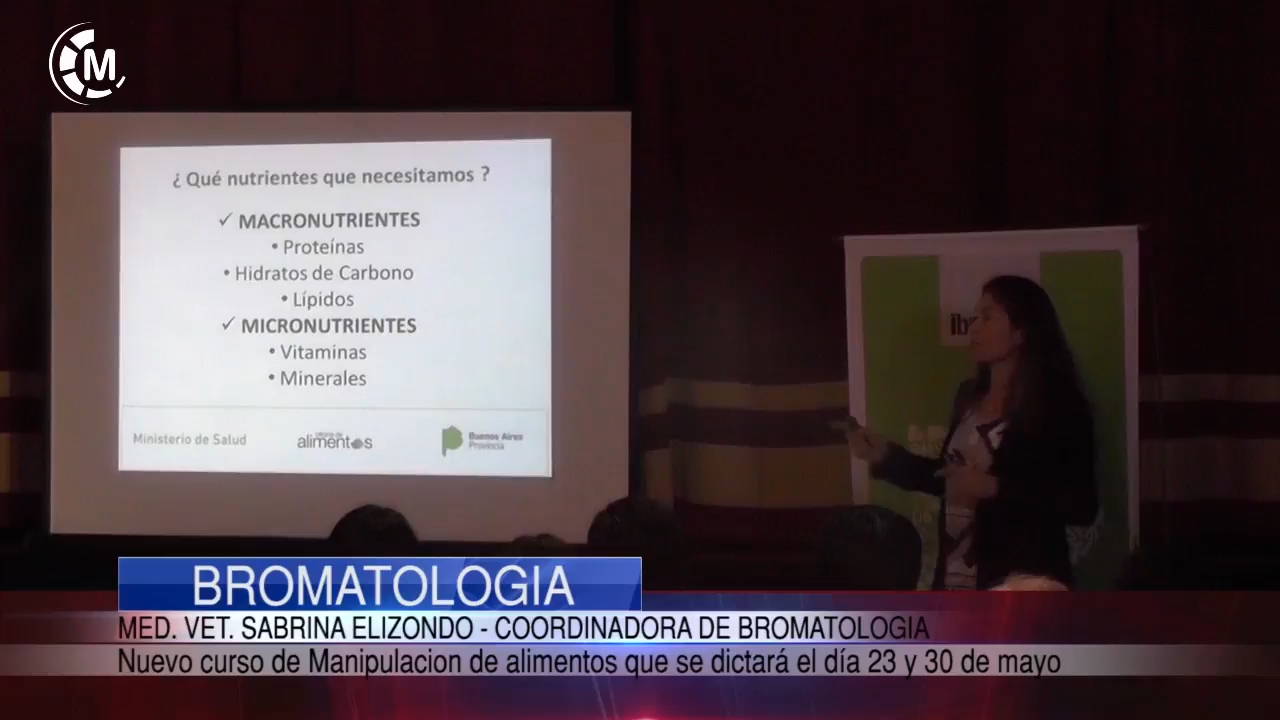 M
¿ Qué nutrientes que necesitamos ?
✓ MACRONUTRIENTES
• Proteínas
• Hidratos de Carbono
• Lípidos
✓ MICRONUTRIENTES
• Vitaminas
• Minerales
Ministerio de Salud
alimentos
Buenos Aires
Provincia
BROMATOLOGIA
MED. VET. SABRINA ELIZONDO - COORDINADORA DE BROMATOLOGIA
Nuevo curso de Manipulacion de alimentos que se dictará el día 23 y 30 de mayo